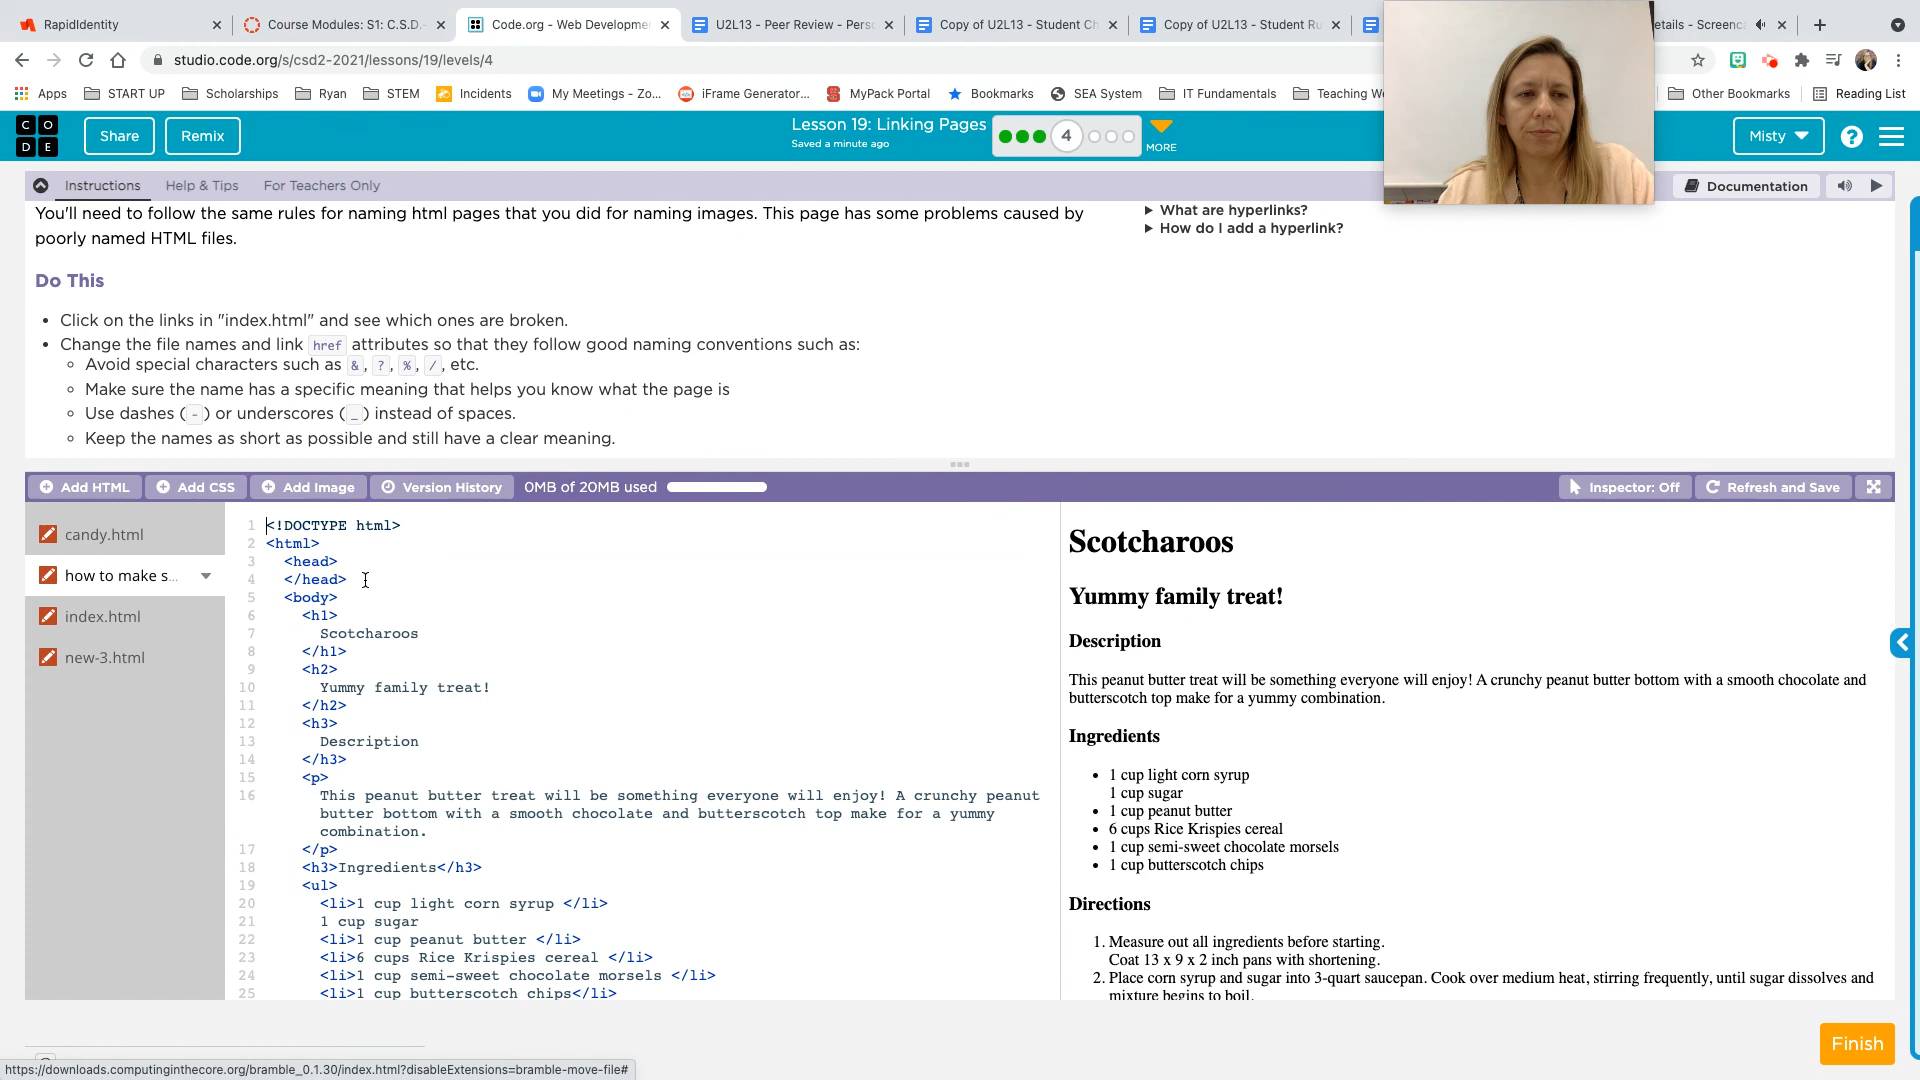 RapidIdentity
Course Modules: S1: C.S.D.
Code.org - Web Developme
U2L13 - Peer Review - Pers
Copy of U2L13 - Student Ch
Copy of U2L13 - Student Ru
etails - Screenca
studio.code.org/s/csd2-2021/lessons/19/levels/4
Apps START UP Scholarships Ryan STEM Incidents My Meetings - Zo... iFrame Generator... MyPack Portal Bookmarks SEA System IT Fundamentals Teaching We Other Bookmarks Reading List
C O D E
Share
Remix
Lesson 19: Linking Pages
Saved a minute ago
4
MORE
Misty
?
Instructions
Help & Tips
For Teachers Only
Documentation
You'll need to follow the same rules for naming html pages that you did for naming images. This page has some problems caused by
poorly named HTML files.
Do This
• Click on the links in "index.html" and see which ones are broken.
• Change the file names and link href attributes so that they follow good naming conventions such as:
Avoid special characters such as &, ?, %, /, etc.
Make sure the name has a specific meaning that helps you know what the page is
Use dashes (-) or underscores (_) instead of spaces.
Keep the names as short as possible and still have a clear meaning.
What are hyperlinks?
How do I add a hyperlink?
Add HTML
Add CSS
Add Image
Version History
0MB of 20MB used
Inspector: Off
Refresh and Save
candy.html
how to make s...
index.html
new-3.html
1 <!DOCTYPE html>
2 <html>
3 <head>
4 </head>
5 <body>
6 <h1>
7 Scotcharoos
8 </h1>
9 <h2>
10 Yummy family treat!
11 </h2>
12 <h3>
13 Description
14 </h3>
15 <p>
16 This peanut butter treat will be something everyone will enjoy! A crunchy peanut
butter bottom with a smooth chocolate and butterscotch top make for a yummy
combination.
17 </p>
18 <h3>Ingredients</h3>
19 <ul>
20 <li>1 cup light corn syrup </li>
21 1 cup sugar
22 <li>1 cup peanut butter </li>
23 <li>6 cups Rice Krispies cereal </li>
24 <li>1 cup semi-sweet chocolate morsels </li>
25 <li>1 cup butterscotch chips</li>
Scotcharoos
Yummy family treat!
Description
This peanut butter treat will be something everyone will enjoy! A crunchy peanut butter bottom with a smooth chocolate and
butterscotch top make for a yummy combination.
Ingredients
• 1 cup light corn syrup
1 cup sugar
• 1 cup peanut butter
• 6 cups Rice Krispies cereal
• 1 cup semi-sweet chocolate morsels
• 1 cup butterscotch chips
Directions
1. Measure out all ingredients before starting.
Coat 13 x 9 x 2 inch pans with shortening.
2. Place corn syrup and sugar into 3-quart saucepan. Cook over medium heat, stirring frequently, until sugar dissolves and
mixture begins to boil.
Finish
https://downloads.computinginthecore.org/bramble_0.1.30/index.html?disableExtensions=bramble-move-file#